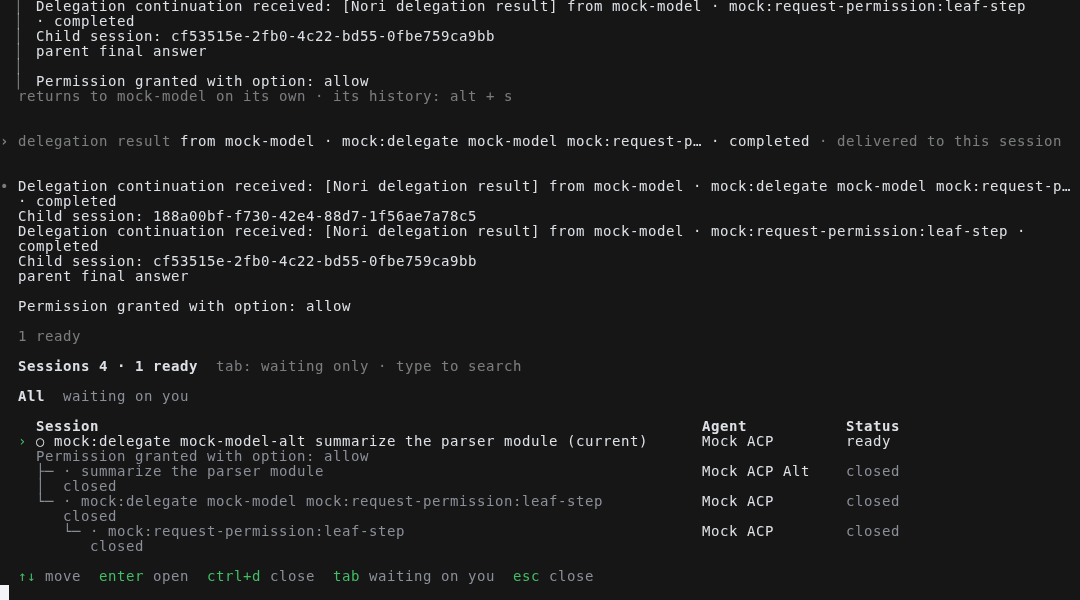 Delegation continuation received: [Nori delegation result] from mock-model · mock:request-permission:leaf-step
· completed
Child session: cf53515e-2fb0-4c22-bd55-0fbe759ca9bb
parent final answer
Permission granted with option: allow
returns to mock-model on its own · its history: alt + s
› delegation result from mock-model · mock:delegate mock-model mock:request-p… · completed · delivered to this session
• Delegation continuation received: [Nori delegation result] from mock-model · mock:delegate mock-model mock:request-p…
· completed
Child session: 188a00bf-f730-42e4-88d7-1f56ae7a78c5
Delegation continuation received: [Nori delegation result] from mock-model · mock:request-permission:leaf-step ·
completed
Child session: cf53515e-2fb0-4c22-bd55-0fbe759ca9bb
parent final answer
Permission granted with option: allow
1 ready
Sessions 4 · 1 ready  tab: waiting only · type to search
All  waiting on you
Session  Agent  Status
› ○ mock:delegate mock-model-alt summarize the parser module (current)  Mock ACP  ready
Permission granted with option: allow
├─ · summarize the parser module  Mock ACP Alt  closed
│  closed
└─ · mock:delegate mock-model mock:request-permission:leaf-step  Mock ACP  closed
closed
└─ · mock:request-permission:leaf-step  Mock ACP  closed
closed
↑↓ move  enter open  ctrl+d close  tab waiting on you  esc close